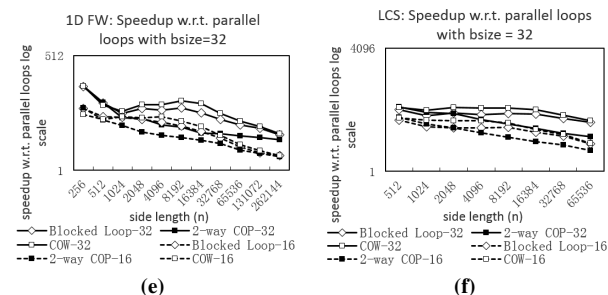 1D FW: Speedup w.r.t. parallel
loops with bsize=32
speedup w.r.t. parallel loops log
scale
512
1
256
512
1024
2048
4096
8192
16384
32768
65536
131072
262144
side length (n)
Blocked Loop-32
2-way COP-32
COW-32
Blocked Loop-16
2-way COP-16
COW-16
(e)
LCS: Speedup w.r.t. parallel loops
with bsize = 32
speedup w.r.t. parallel loops log
scale
4096
1
512
1024
2048
4096
8192
16384
32768
65536
side length (n)
Blocked Loop-32
2-way COP-32
COW-32
Blocked Loop-16
2-way COP-16
COW-16
(f)